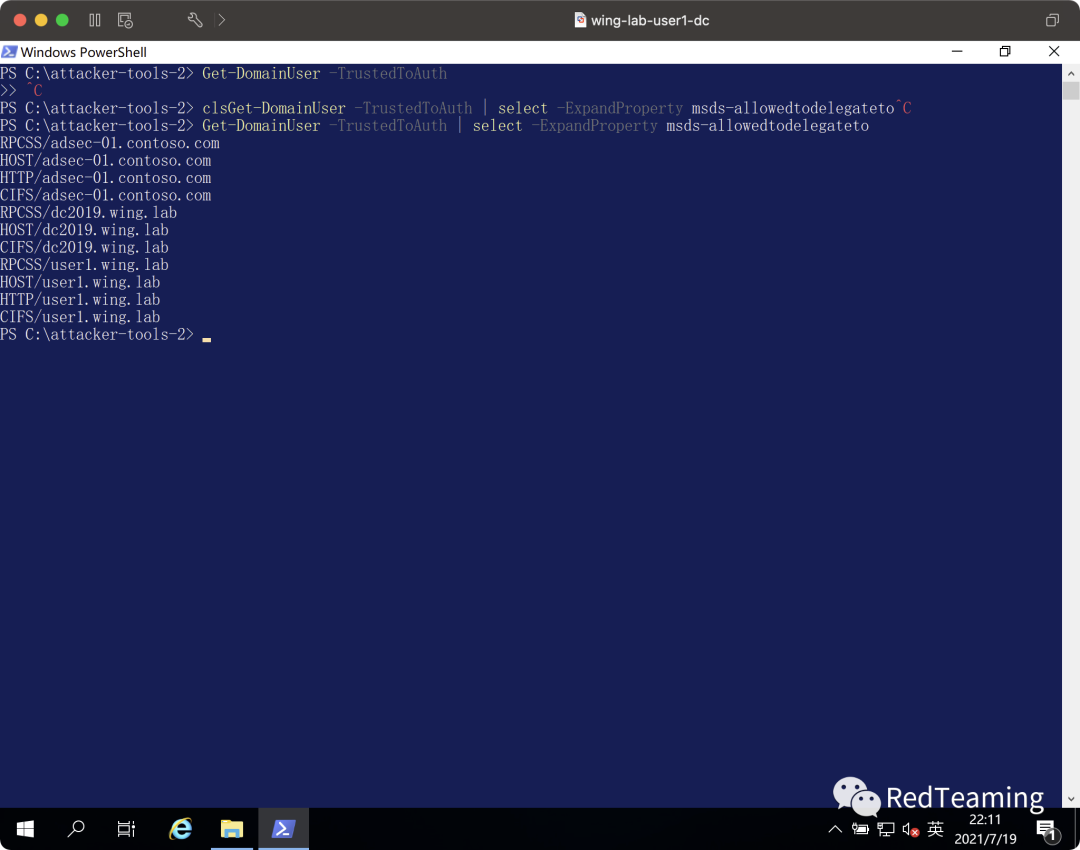 wing-lab-user1-dc
Windows PowerShell
PS C:\attacker-tools-2> Get-DomainUser -TrustedToAuth
>> ^C
PS C:\attacker-tools-2> clsGet-DomainUser -TrustedToAuth | select -ExpandProperty msds-allowedtodelegateto^C
PS C:\attacker-tools-2> Get-DomainUser -TrustedToAuth | select -ExpandProperty msds-allowedtodelegateto
RPCSS/adsec-01.contoso.com
HOST/adsec-01.contoso.com
HTTP/adsec-01.contoso.com
CIFS/adsec-01.contoso.com
RPCSS/dc2019.wing.lab
HOST/dc2019.wing.lab
CIFS/dc2019.wing.lab
RPCSS/user1.wing.lab
HOST/user1.wing.lab
HTTP/user1.wing.lab
CIFS/user1.wing.lab
PS C:\attacker-tools-2>
RedTeaming
英
22:11
2021/7/19
1